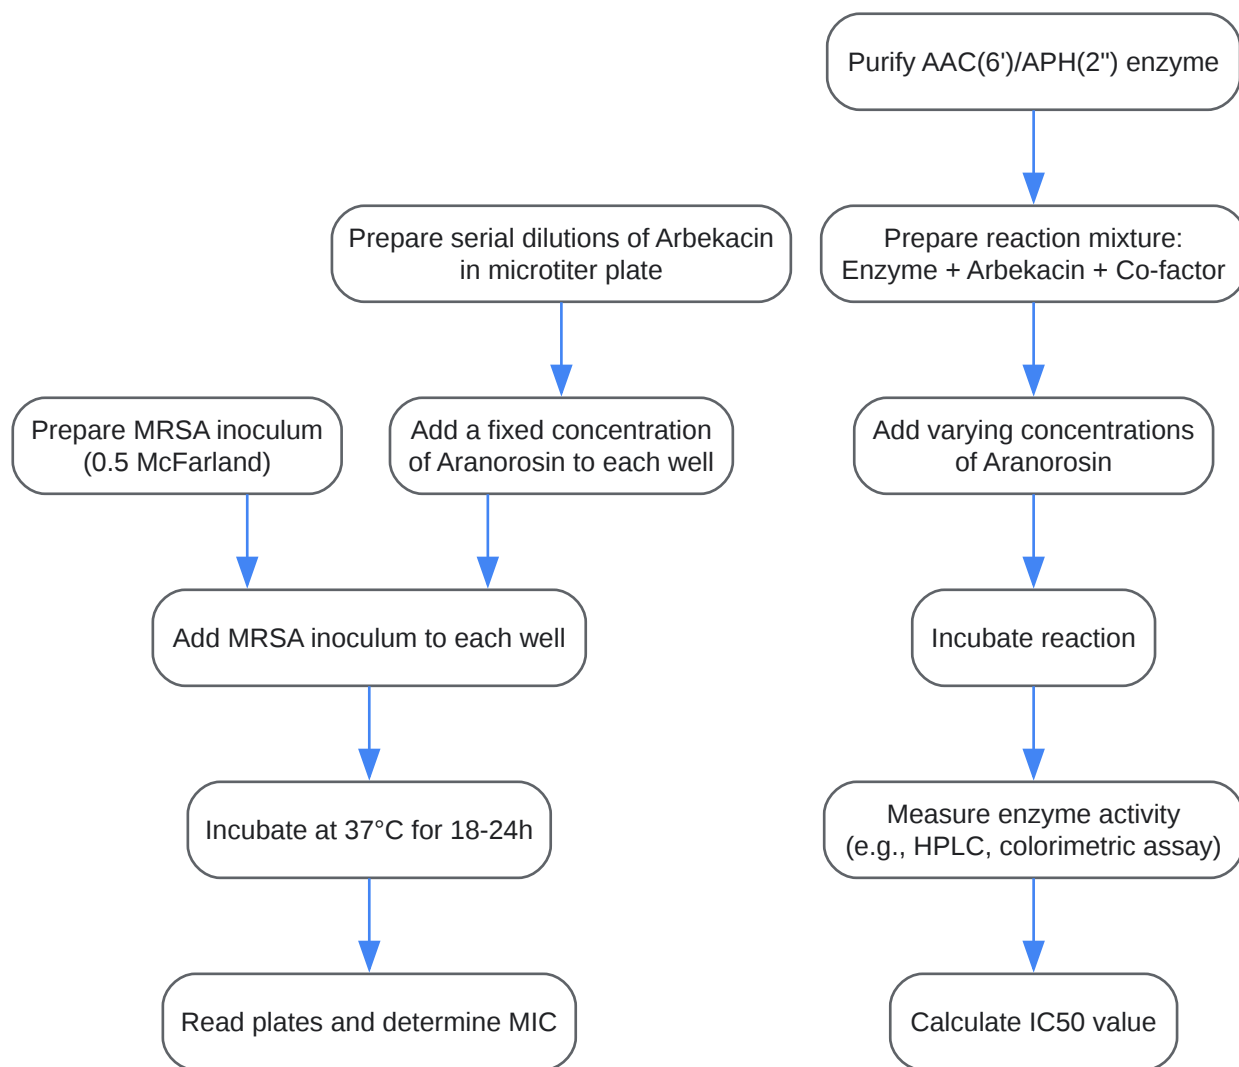 Purify AAC(6')/APH(2") enzyme
Prepare serial dilutions of Arbekacin
in microtiter plate
Prepare reaction mixture:
Enzyme + Arbekacin + Co-factor
Prepare MRSA inoculum
(0.5 McFarland)
Add a fixed concentration
of Aranorosin to each well
Add varying concentrations
of Aranorosin
Add MRSA inoculum to each well
Incubate reaction
Incubate at 37°C for 18-24h
Measure enzyme activity
(e.g., HPLC, colorimetric assay)
Read plates and determine MIC
Calculate IC50 value